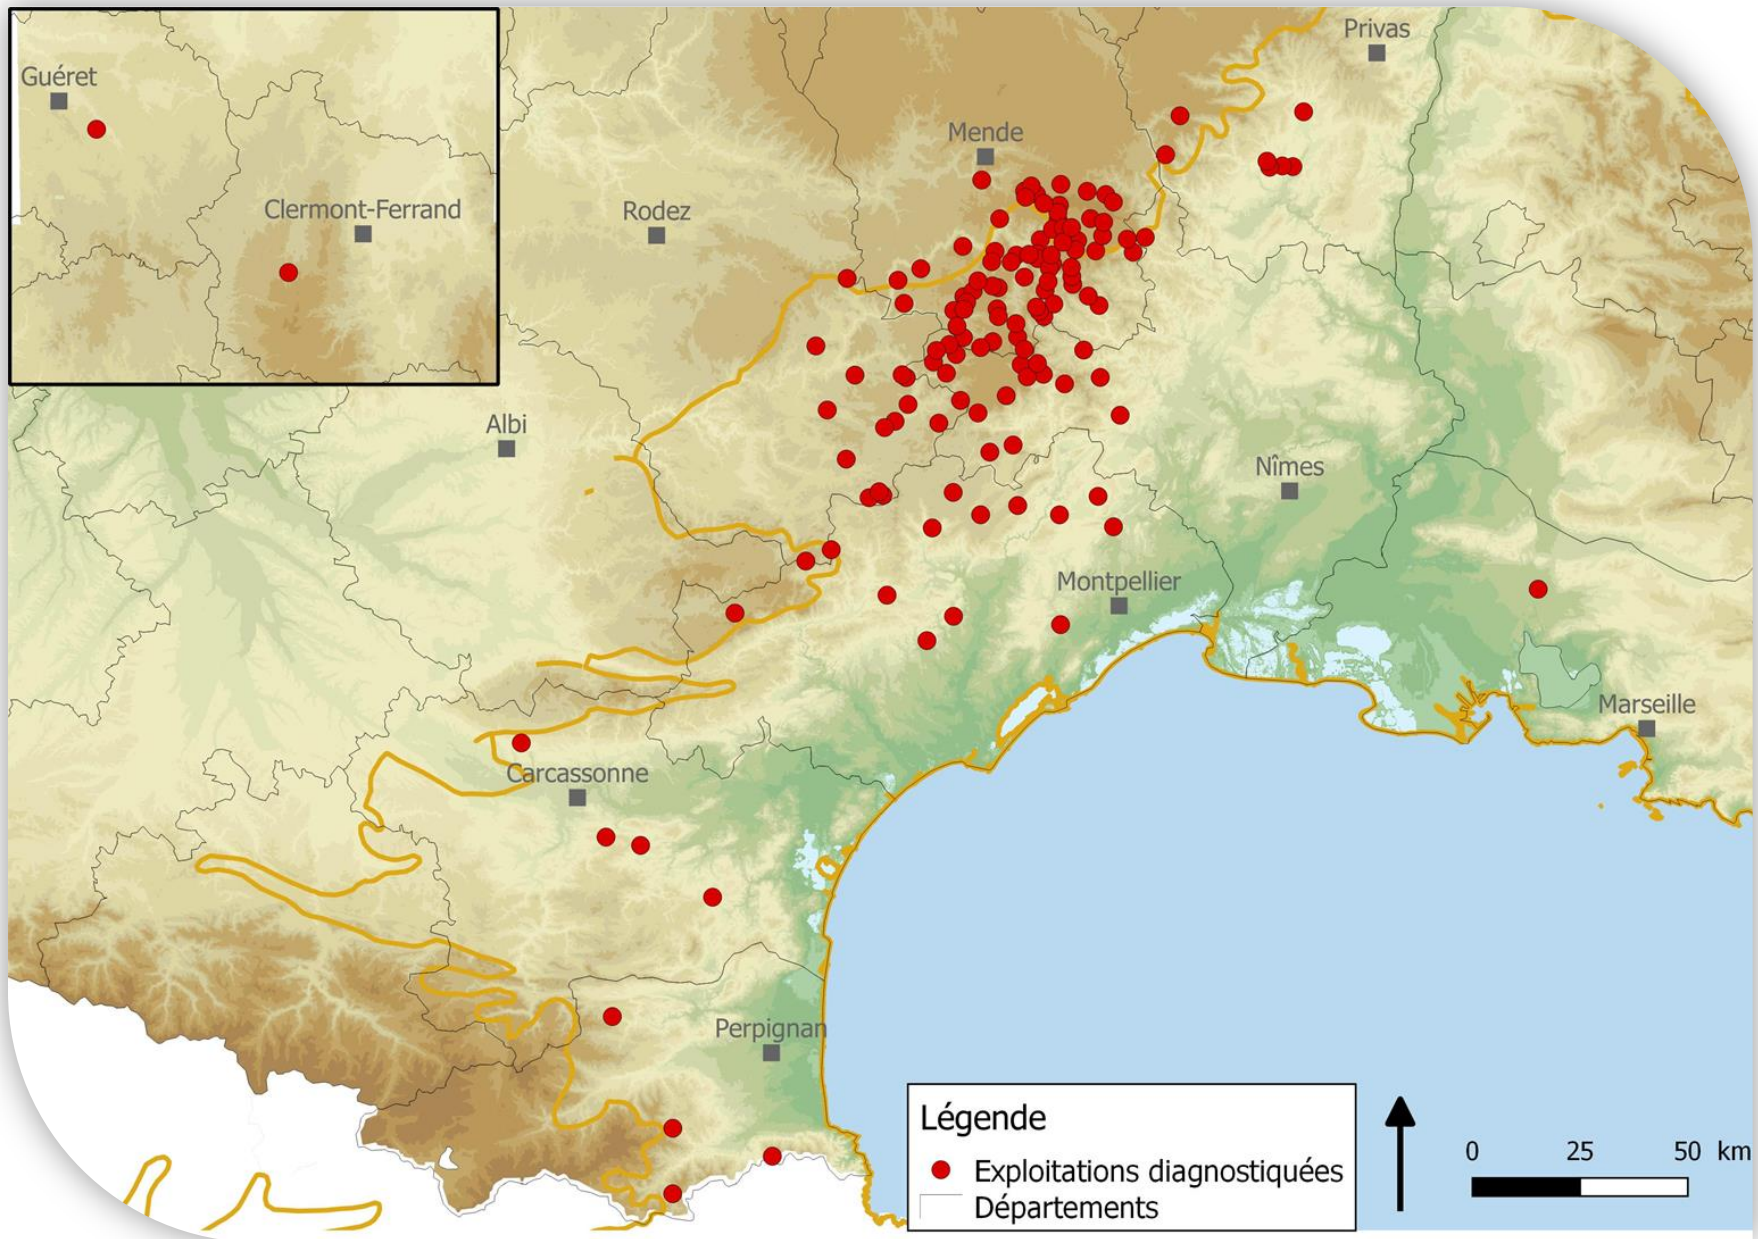 Privas
Guéret
Mende
Clermont-Ferrand
Rodez
Albi
Nîmes
Montpellier
Marseille
Carcassonne
Perpignan
Légende
Exploitations diagnostiquées
Départements
0 25 50 km